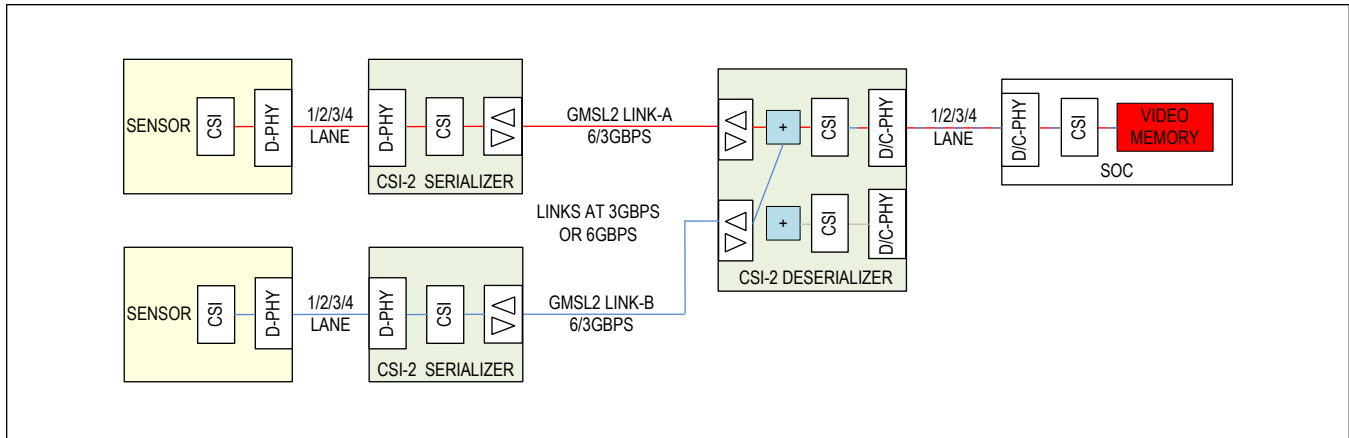 SENSOR
CSI
D-PHY
1/2/3/4
LANE
D-PHY
CSI
CSI-2 SERIALIZER
GMSL2 LINK-A
6/3GBPS
+
CSI
D/C-PHY
1/2/3/4
LANE
D/C-PHY
CSI
VIDEO
MEMORY
SOC
LINKS AT 3GBPS
OR 6GBPS
+
CSI
D/C-PHY
CSI-2 DESERIALIZER
SENSOR
CSI
D-PHY
1/2/3/4
LANE
D-PHY
CSI
CSI-2 SERIALIZER
GMSL2 LINK-B
6/3GBPS